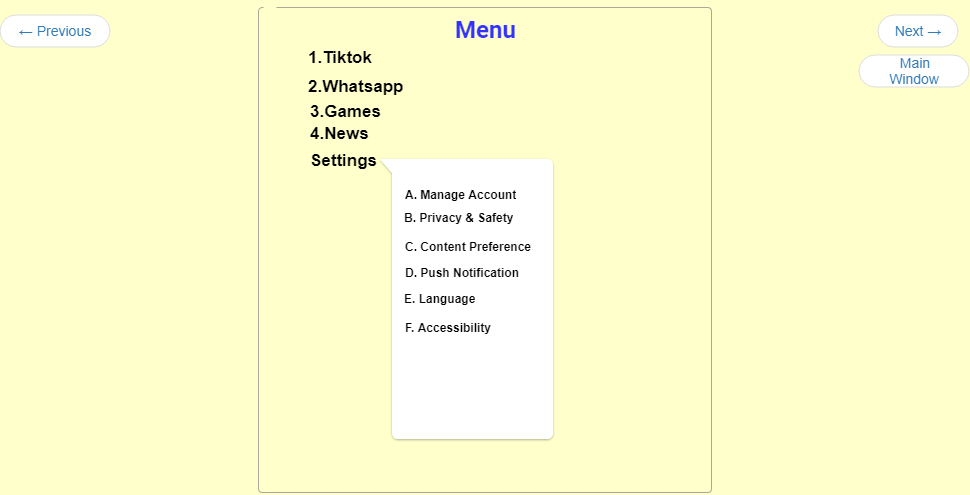 ← Previous
Menu
Next →
Main
Window
1.Tiktok
2.Whatsapp
3.Games
4.News
Settings
A. Manage Account
B. Privacy & Safety
C. Content Preference
D. Push Notification
E. Language
F. Accessibility